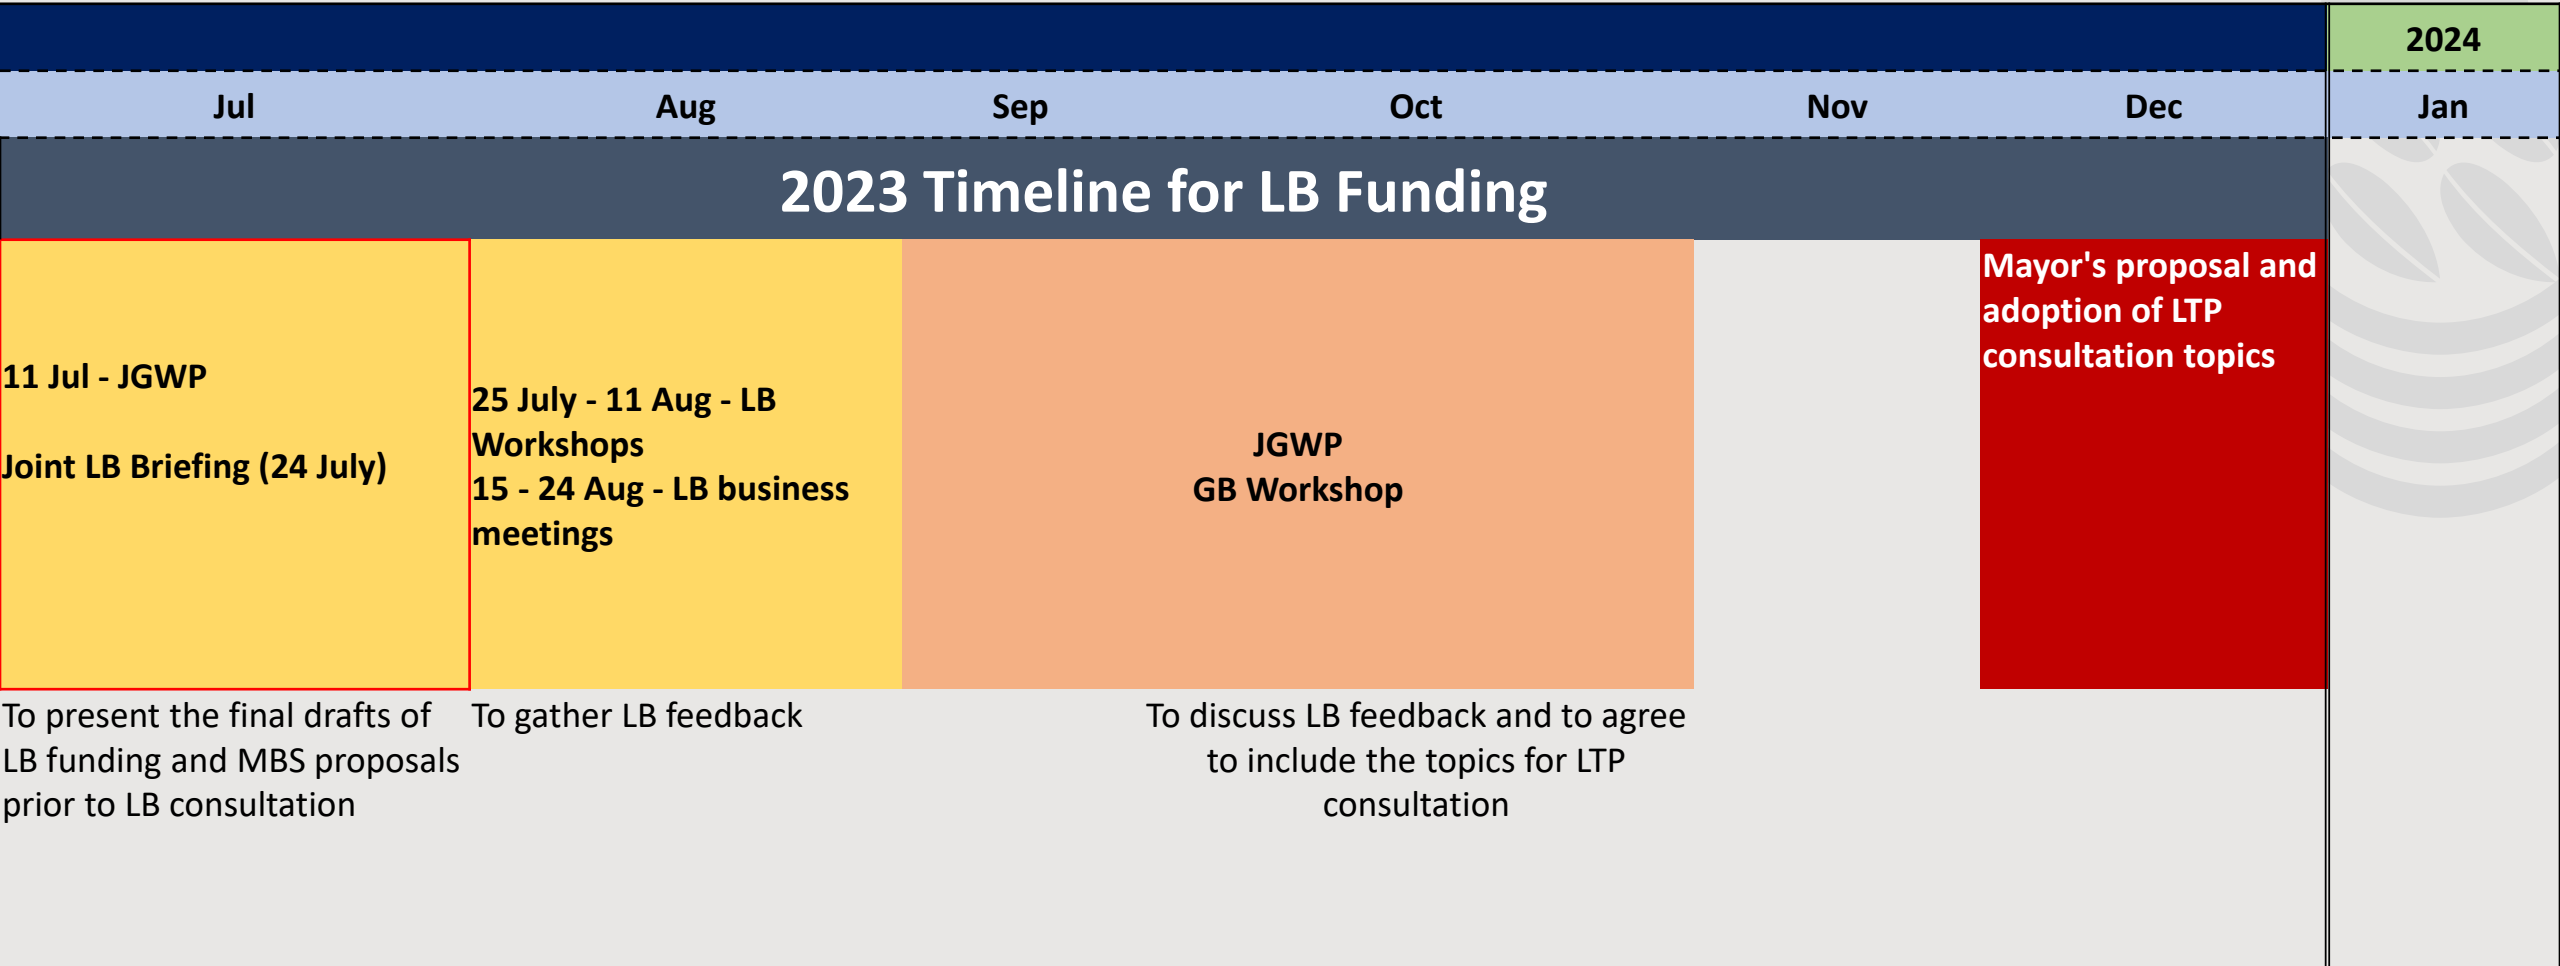 2024
Jul Aug Sep Oct Nov Dec Jan
2023 Timeline for LB Funding
11 Jul - JGWP
Joint LB Briefing (24 July)
25 July - 11 Aug - LB
Workshops
15 - 24 Aug - LB business
meetings
JGWP
GB Workshop
Mayor's proposal and
adoption of LTP
consultation topics
To present the final drafts of
LB funding and MBS proposals
prior to LB consultation
To gather LB feedback
To discuss LB feedback and to agree
to include the topics for LTP
consultation